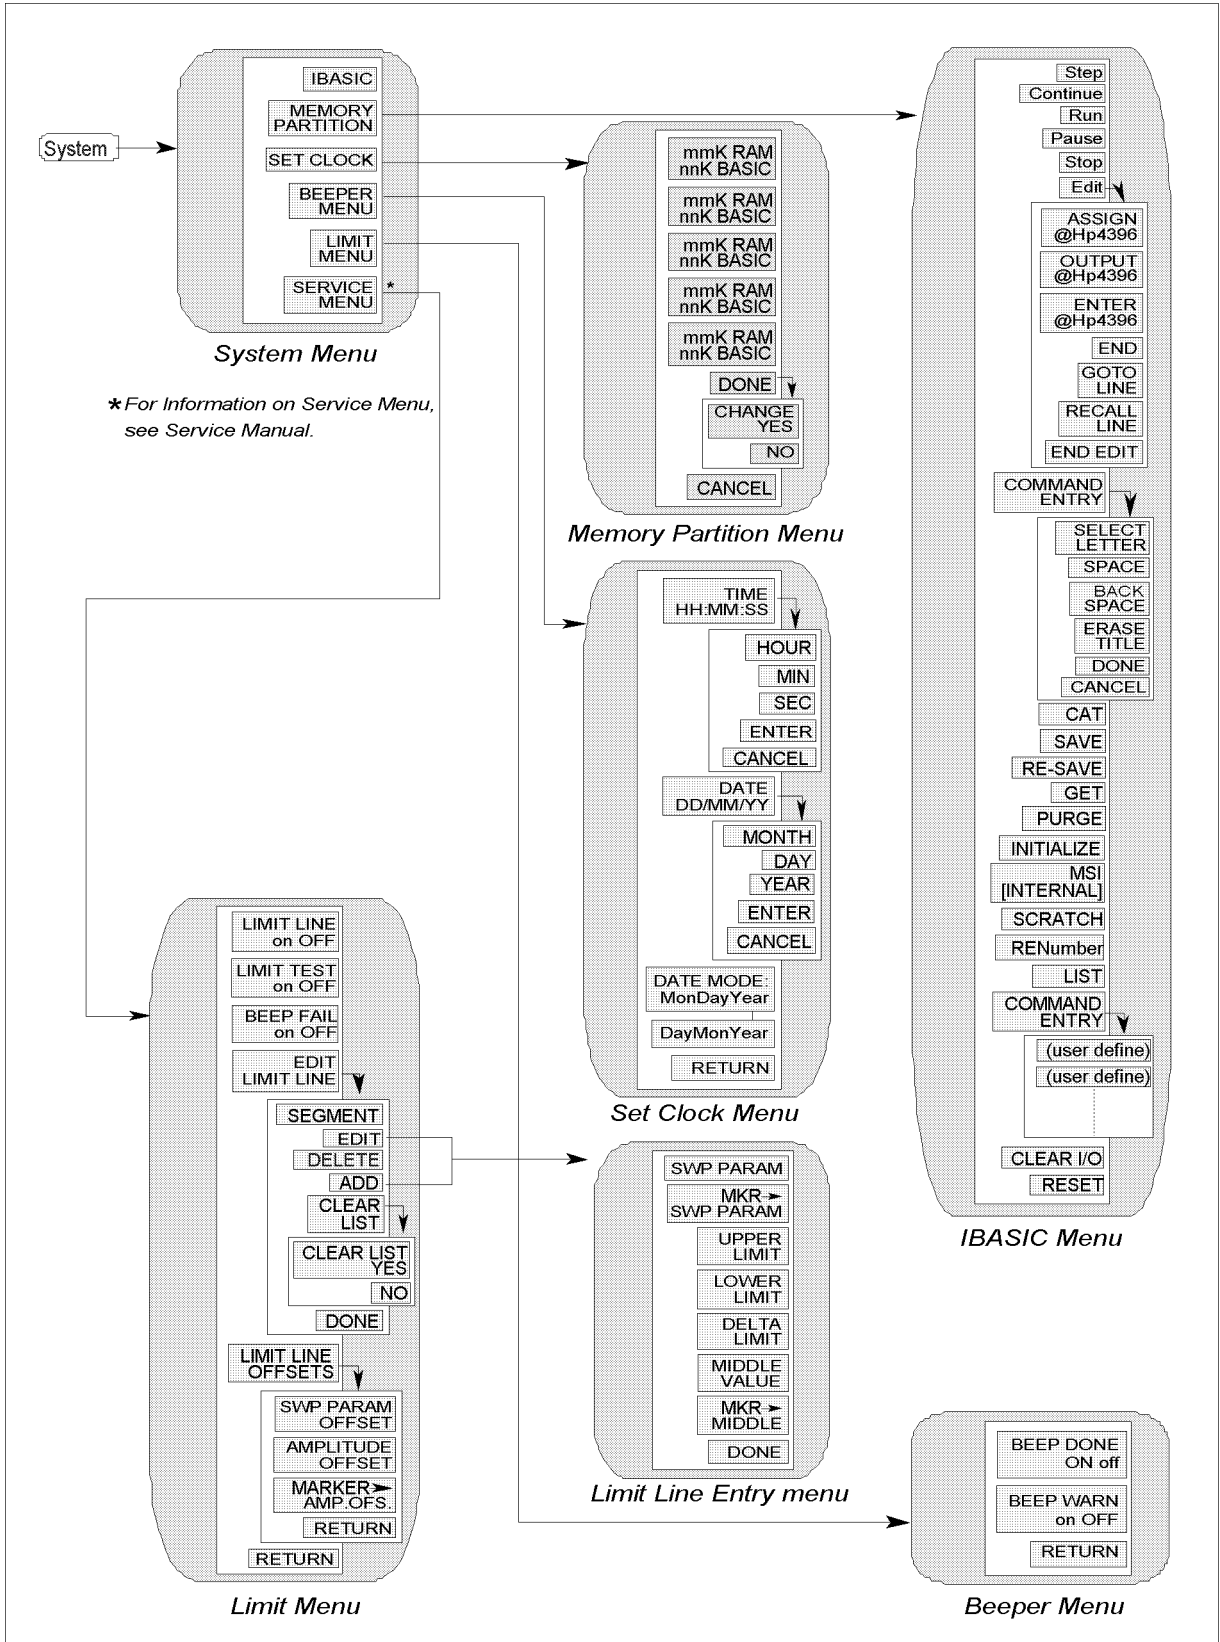 System
IBASIC
MEMORY
PARTITION
SET CLOCK
BEEPER
MENU
LIMIT
MENU
SERVICE
MENU
*
System Menu
*For Information on Service Menu,
see Service Manual.
mmK RAM
nnK BASIC
mmK RAM
nnK BASIC
mmK RAM
nnK BASIC
mmK RAM
nnK BASIC
mmK RAM
nnK BASIC
DONE
CHANGE
YES
NO
CANCEL
Memory Partition Menu
TIME
HH:MM:SS
HOUR
MIN
SEC
ENTER
CANCEL
DATE
DD/MM/YY
MONTH
DAY
YEAR
ENTER
CANCEL
DATE MODE:
MonDayYear
DayMonYear
RETURN
Set Clock Menu
Step
Continue
Run
Pause
Stop
Edit
ASSIGN
@Hp4396
OUTPUT
@Hp4396
ENTER
@Hp4396
END
GOTO
LINE
RECALL
LINE
END EDIT
COMMAND
ENTRY
SELECT
LETTER
SPACE
BACK
SPACE
ERASE
TITLE
DONE
CANCEL
CAT
SAVE
RE-SAVE
GET
PURGE
INITIALIZE
MSI
[INTERNAL]
SCRATCH
RENumber
LIST
COMMAND
ENTRY
(user define)
(user define)
CLEAR I/O
RESET
IBASIC Menu
LIMIT LINE
on OFF
LIMIT TEST
on OFF
BEEP FAIL
on OFF
EDIT
LIMIT LINE
SEGMENT
EDIT
DELETE
ADD
CLEAR
LIST
CLEAR LIST
YES
NO
DONE
LIMIT LINE
OFFSETS
SWP PARAM
OFFSET
AMPLITUDE
OFFSET
MARKER➛
AMP.OFS.
RETURN
RETURN
Limit Menu
SWP PARAM
MKR➛
SWP PARAM
UPPER
LIMIT
LOWER
LIMIT
DELTA
LIMIT
MIDDLE
VALUE
MKR➛
MIDDLE
DONE
Limit Line Entry menu
BEEP DONE
ON off
BEEP WARN
on OFF
RETURN
Beeper Menu